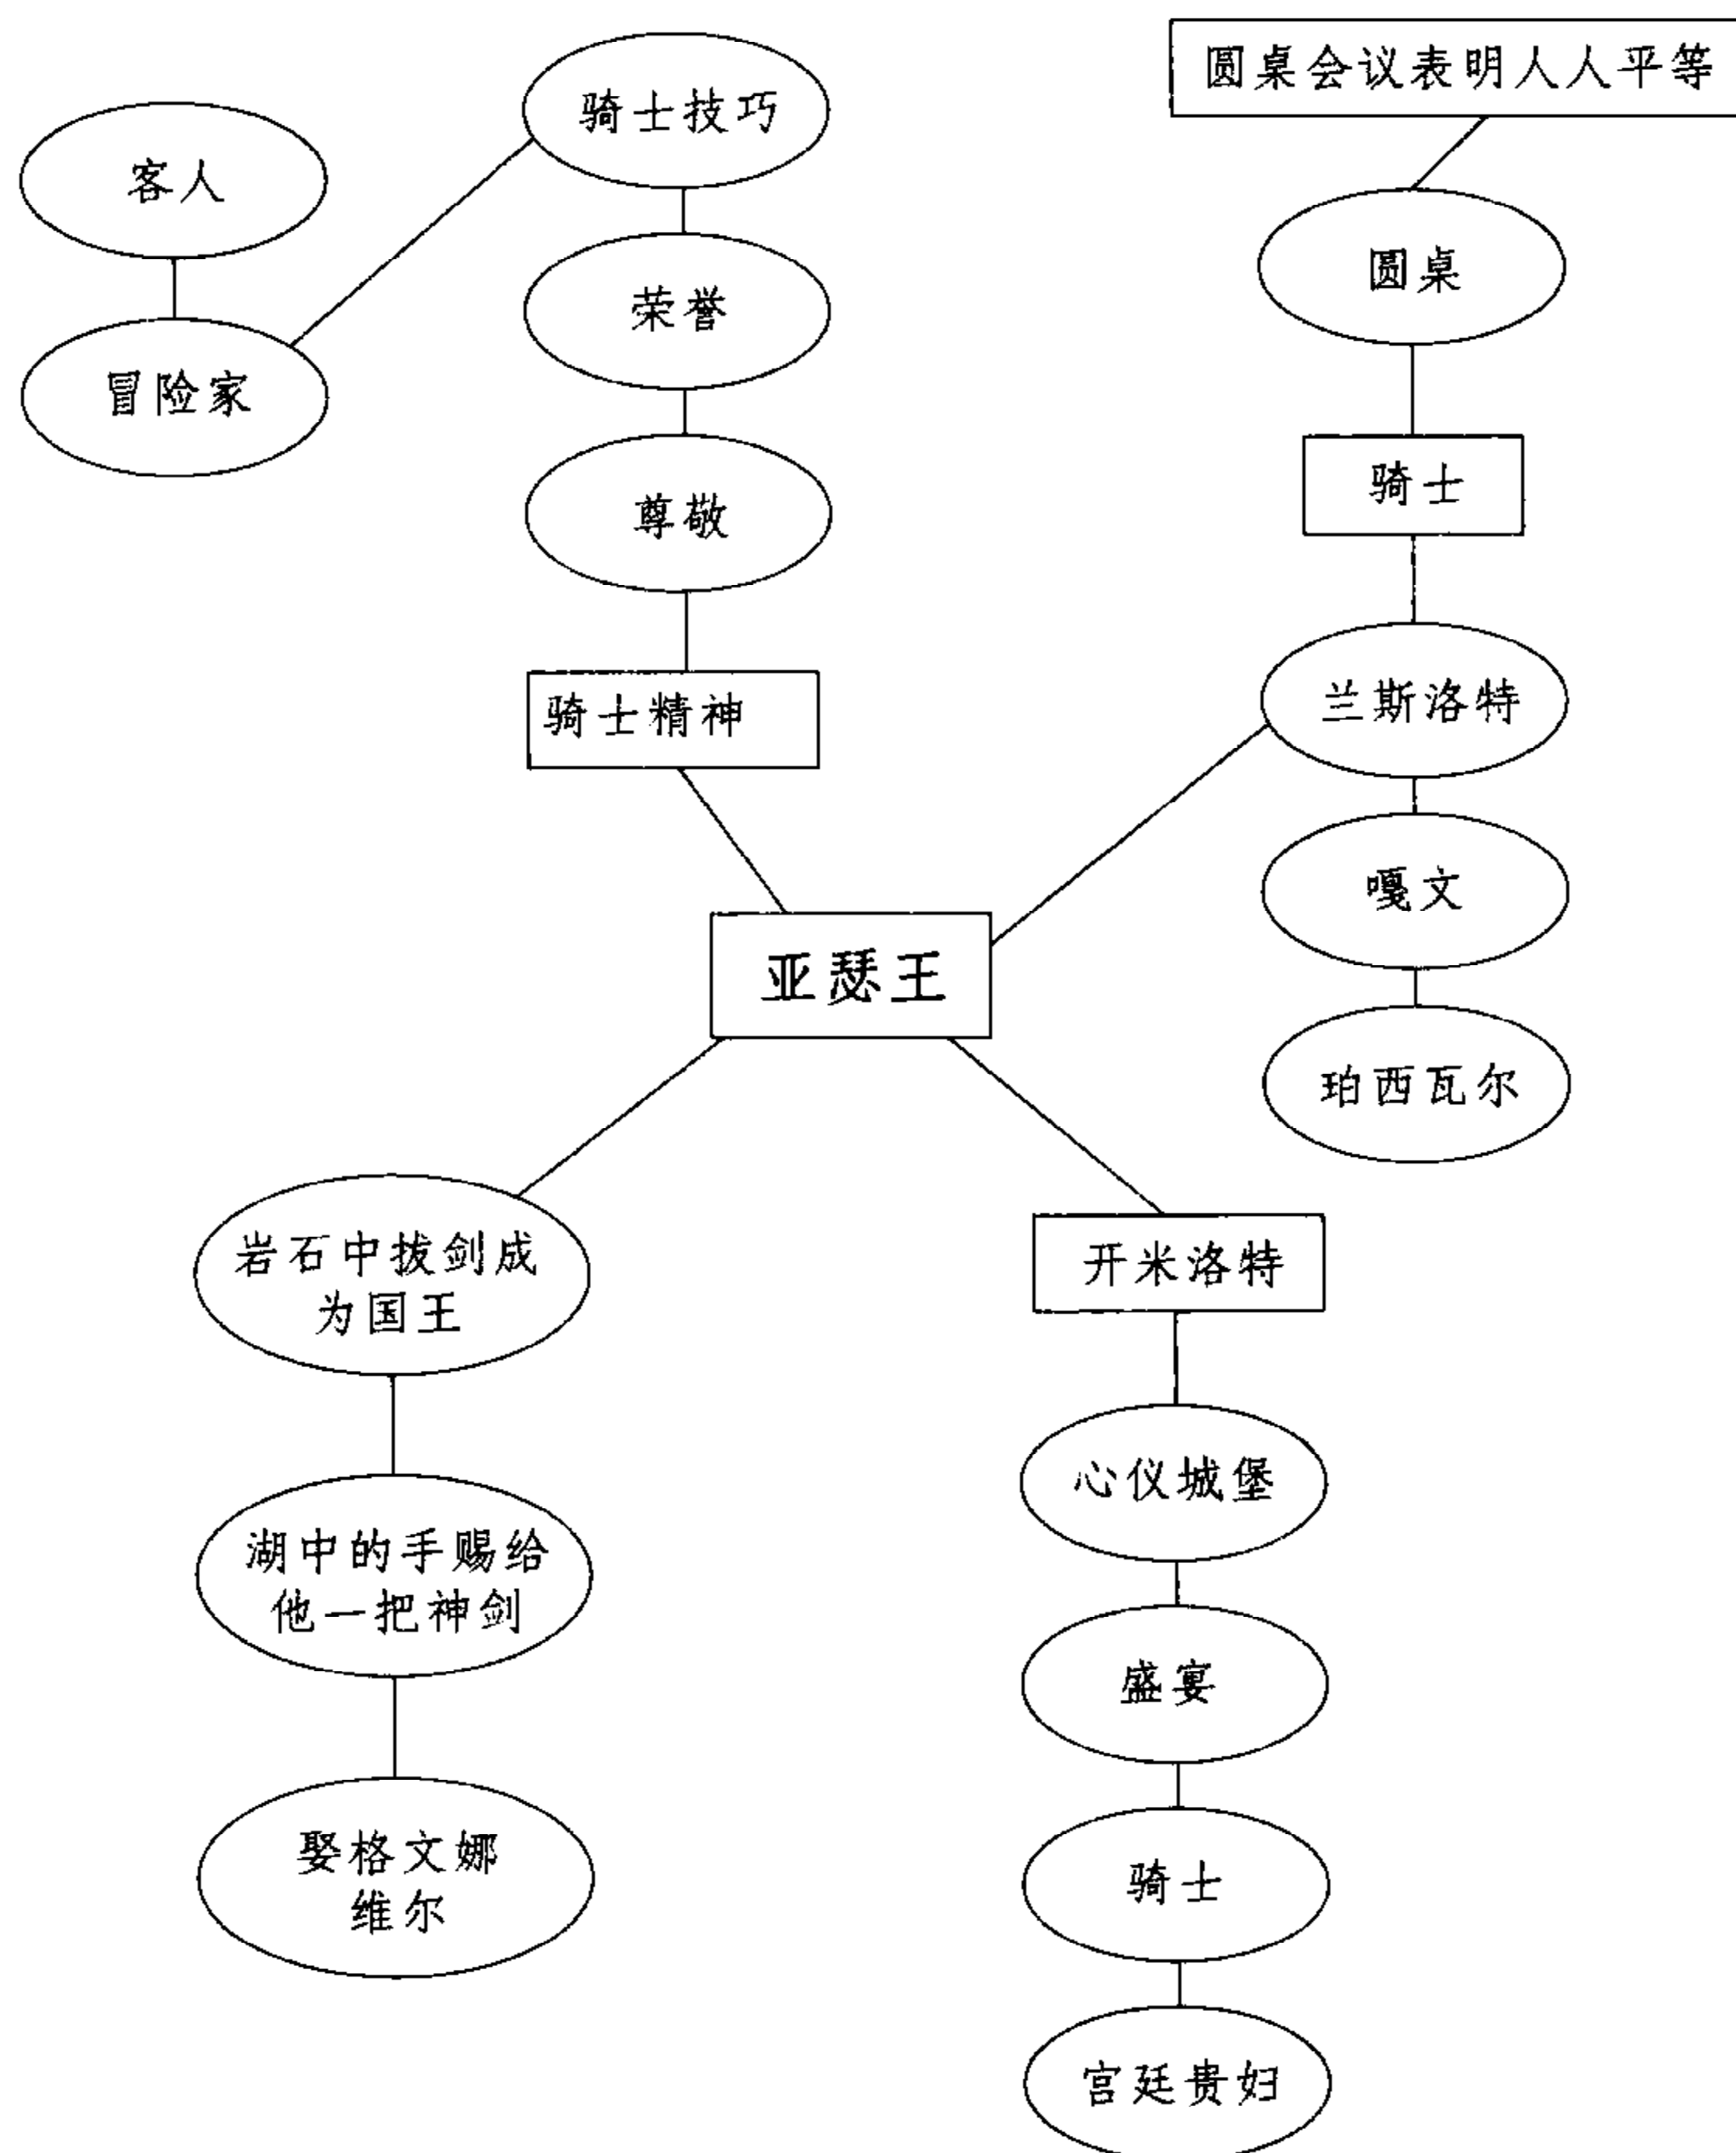 圆桌会议表明人人平等
骑士技巧
客人
圆桌
荣誉
冒险家
骑士
尊敬
兰斯洛特
骑士精神
嘎文
亚瑟王
珀西瓦尔
岩石中拔剑成
为国王
开米洛特
心仪城堡
湖中的手赐给
他一把神剑
盛宴
娶格文娜
维尔
骑士
宫廷贵妇